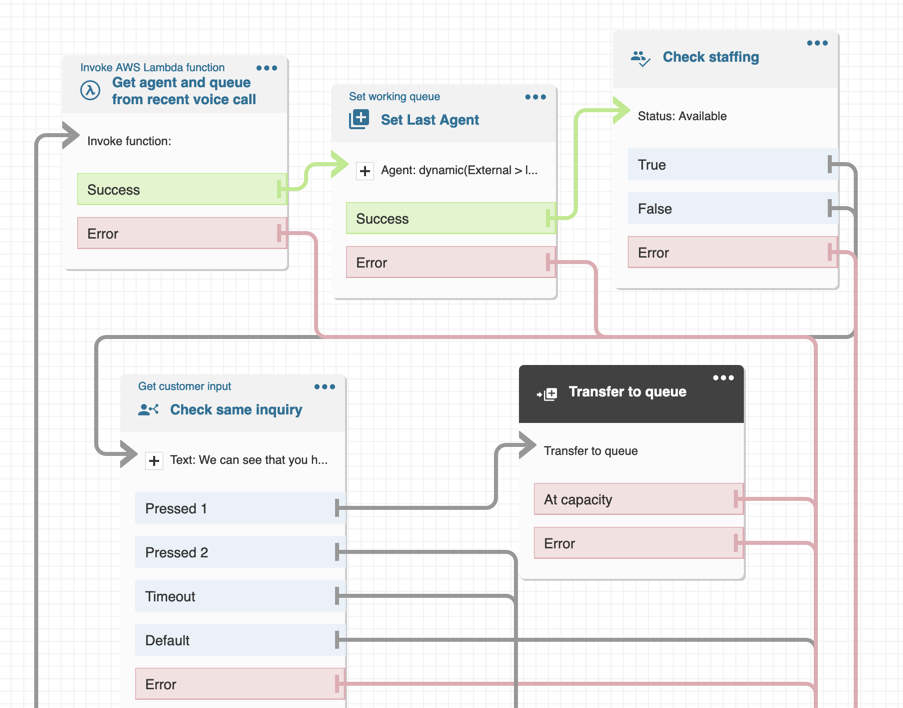 Invoke AWS Lambda function
Get agent and queue
from recent voice call
Invoke function:
Success
Error
Set working queue
Set Last Agent
Agent: dynamic(External > l...
Success
Error
Check staffing
Status: Available
True
False
Error
Get customer input
Check same inquiry
Text: We can see that you h...
Pressed 1
Pressed 2
Timeout
Default
Error
Transfer to queue
Transfer to queue
At capacity
Error